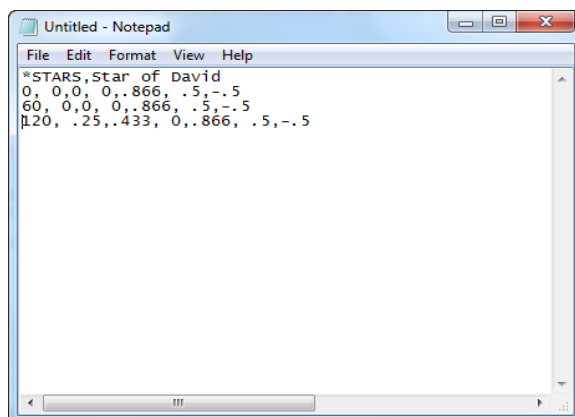 Untitled - Notepad
File Edit Format View Help
*STARS,Star of David
0, 0,0, 0,.866, .5,-.5
60, 0,0, 0,.866, .5,-.5
120, .25,.433, 0,.866, .5,-.5